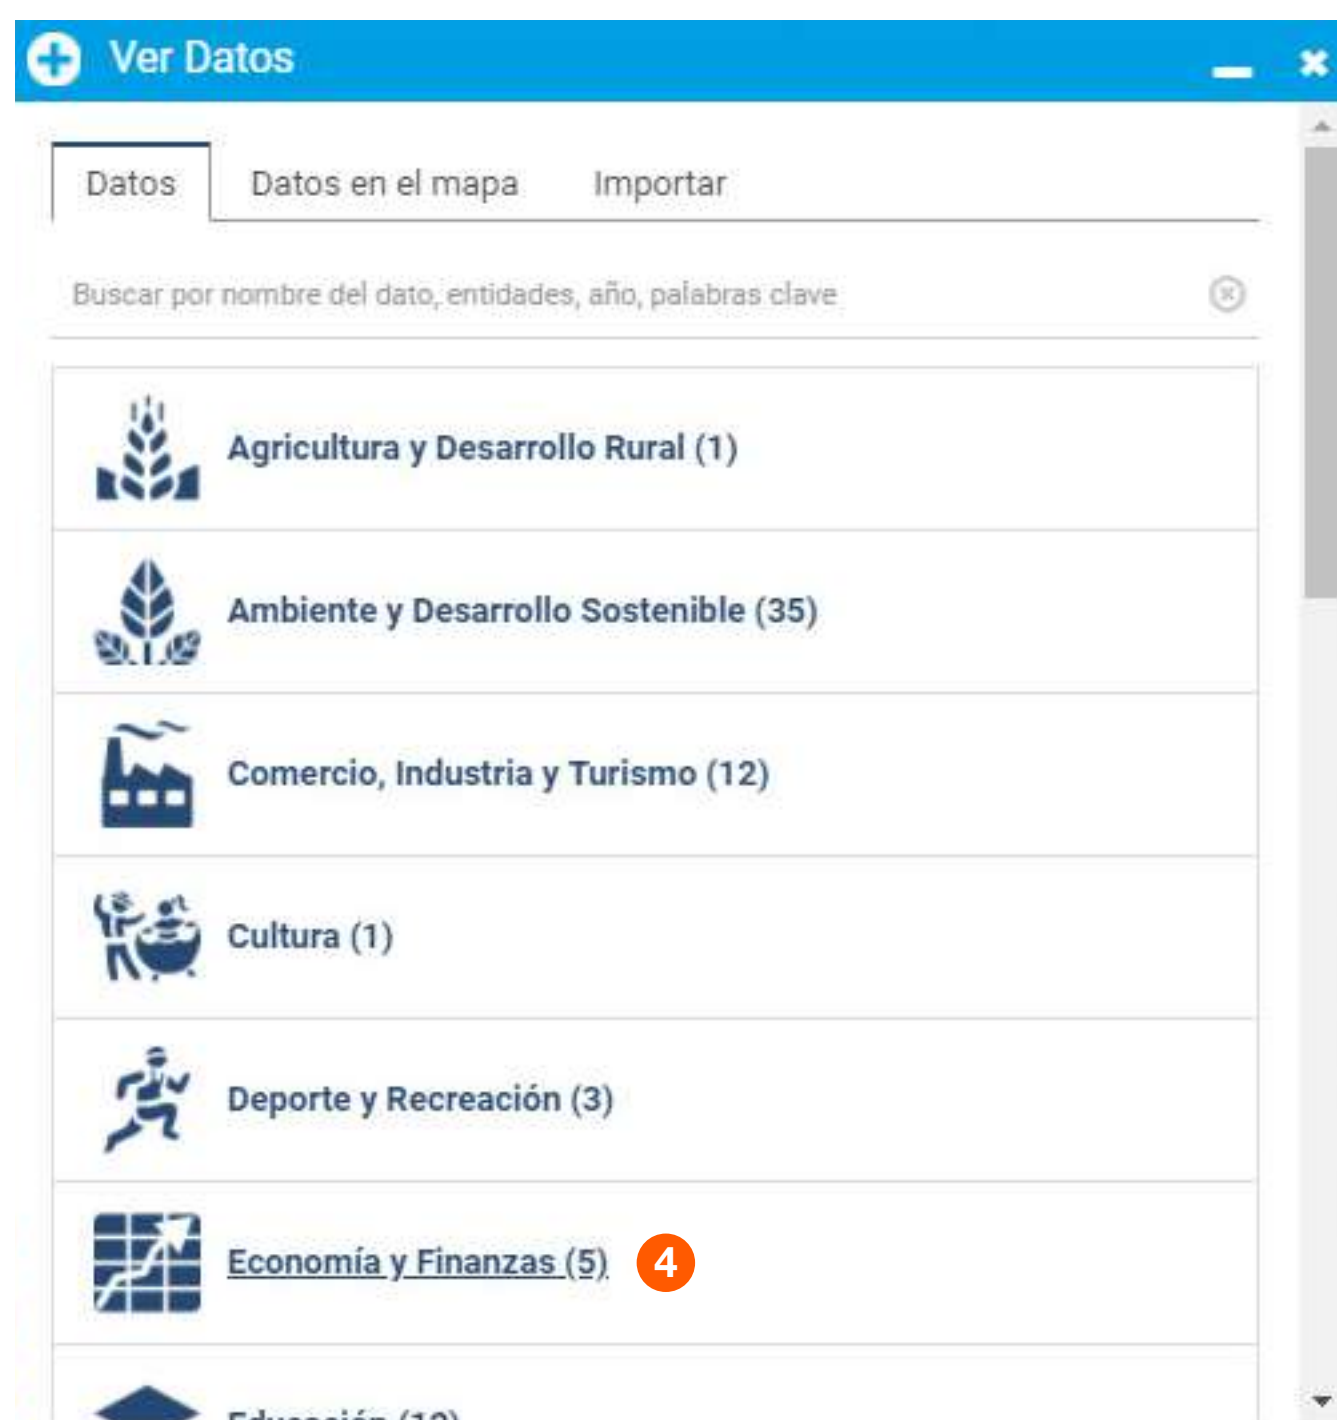 Ver Datos
Datos
Datos en el mapa
Importar
Buscar por nombre del dato, entidades, año, palabras clave
Agricultura y Desarrollo Rural (1)
Ambiente y Desarrollo Sostenible (35)
Comercio, Industria y Turismo (12)
Cultura (1)
Deporte y Recreación (3)
Economía y Finanzas (5)
4
Educación